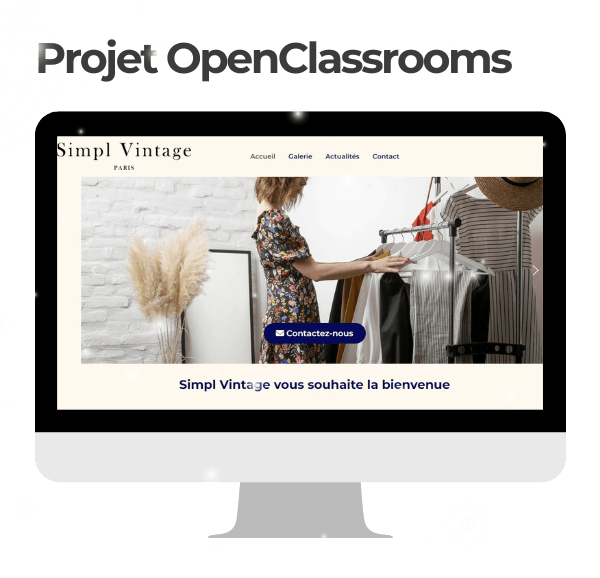 Projet OpenClassrooms
Simpl Vintage
PARIS
Accueil Galerie Actualités Contact
Contactez-nous
Simpl Vintage vous souhaite la bienvenue